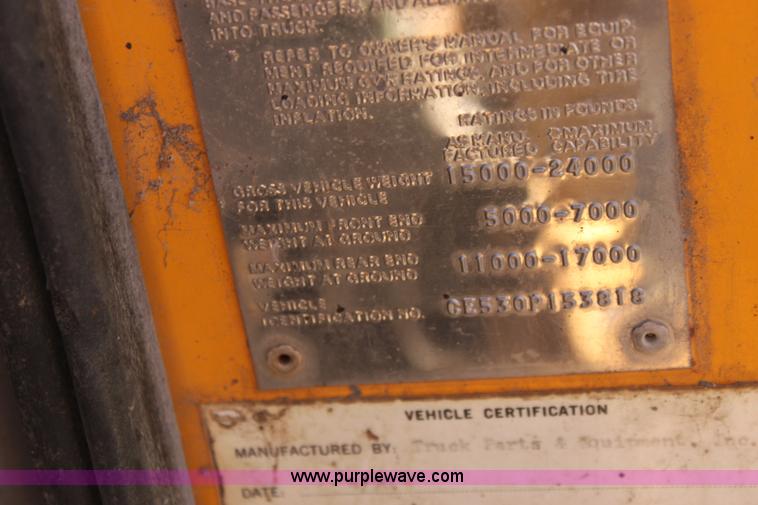 AND PASSENGERS, AND ALL
INTO TRUCK.
* REFER TO OWNER'S MANUAL FOR EQUIP-
MENT REQUIRED FOR INTERMEDIATE OR
MAXIMUM GVW RATINGS, AND FOR OTHER
LOADING INFORMATION, INCLUDING TIRE
INFLATION.
RATINGS IN POUNDS
AS MANU- *MAXIMUM
FACTURED CAPABILITY
GROSS VEHICLE WEIGHT 15000-24000
FOR THIS VEHICLE
MAXIMUM FRONT END 5000-7000
WEIGHT AT GROUND
MAXIMUM REAR END 11000-17000
WEIGHT AT GROUND
VEHICLE
IDENTIFICATION NO. CE530P153818
VEHICLE CERTIFICATION
MANUFACTURED BY: Truck Parts & Equipment, Inc.
www.purplewave.com
DATE: